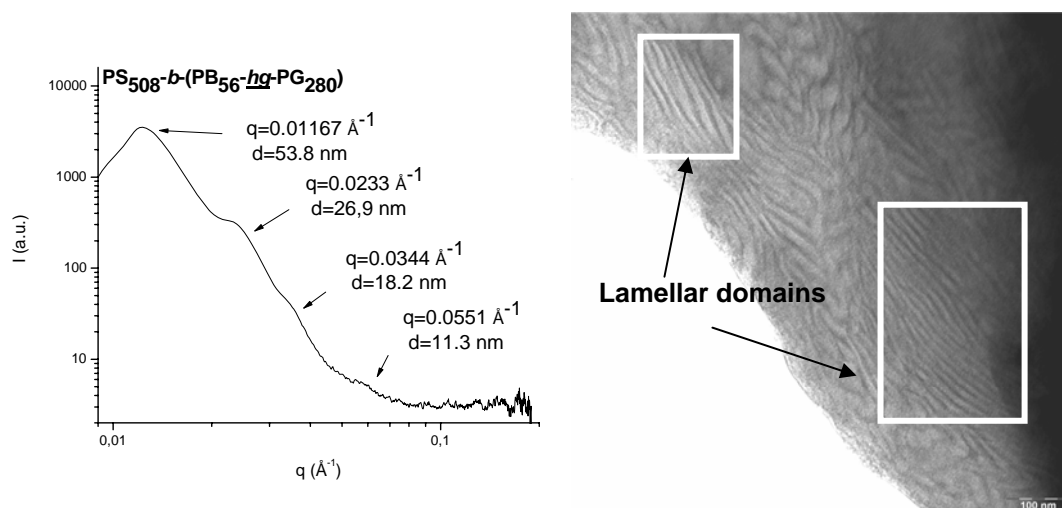 PS508-b-(PB56-hg-PG280)
10000
1000
100
10
I (a.u.)
q=0.01167 Å-1
d=53.8 nm
q=0.0233 Å-1
d=26,9 nm
q=0.0344 Å-1
d=18.2 nm
q=0.0551 Å-1
d=11.3 nm
0,01
0,1
q (Å-1)
Lamellar domains
100 nm